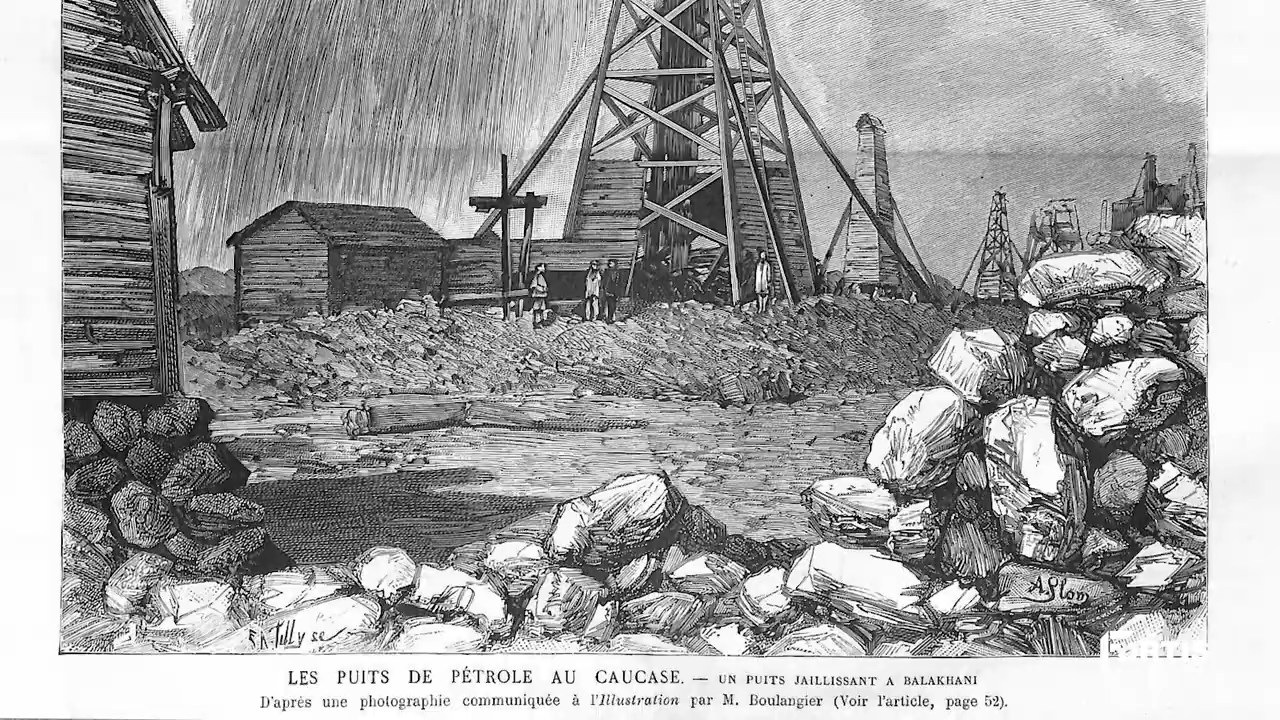 LES PUITS DE PÉTROLE AU CAUCASE. — UN PUITS JAILLISSANT A BALAKHANI
D'après une photographie communiquée à l'Illustration par M. Boulangier (Voir l'article, page 52).